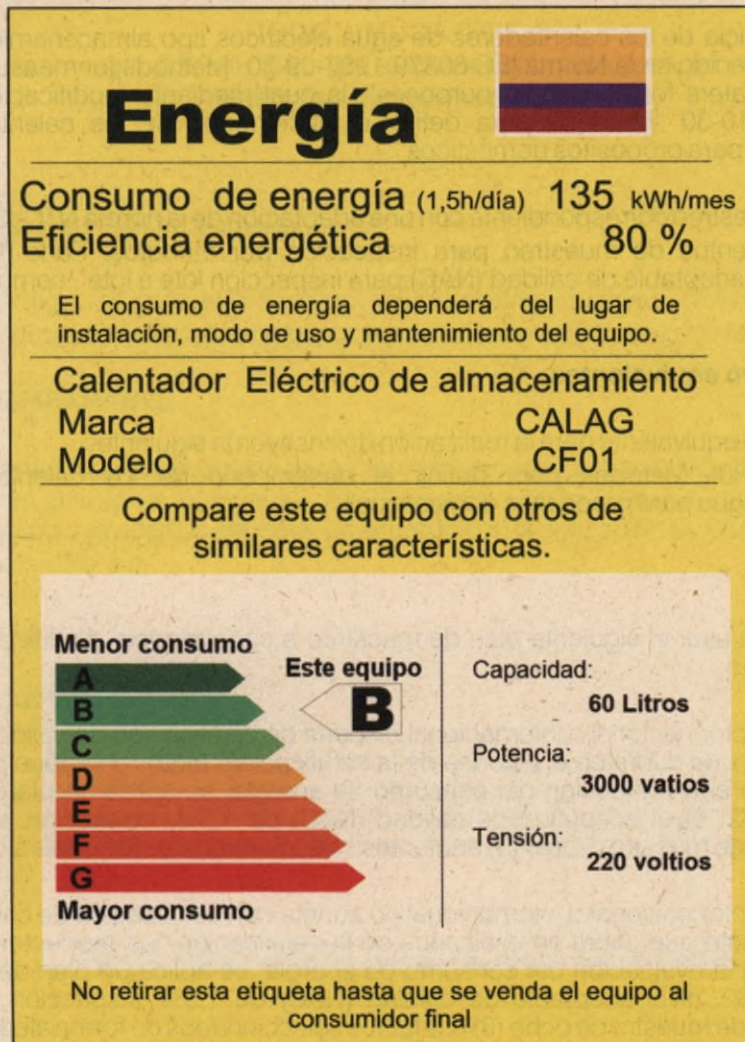 Energía
Consumo de energía (1,5h/día) 135 kWh/mes
Eficiencia energética 80 %
El consumo de energía dependerá del lugar de
instalación, modo de uso y mantenimiento del equipo.
Calentador Eléctrico de almacenamiento
Marca CALAG
Modelo CF01
Compare este equipo con otros de
similares características.
Menor consumo
A
B
C
D
E
F
G
Mayor consumo
Este equipo
B
Capacidad:
60 Litros
Potencia:
3000 vatios
Tensión:
220 voltios
No retirar esta etiqueta hasta que se venda el equipo al
consumidor final